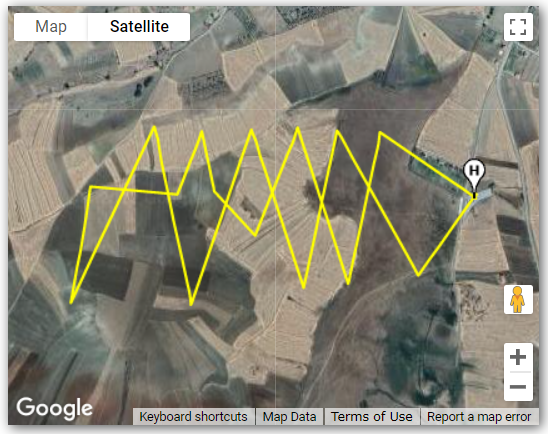 Map Satellite
H
Google Keyboard shortcuts Map Data Terms of Use Report a map error